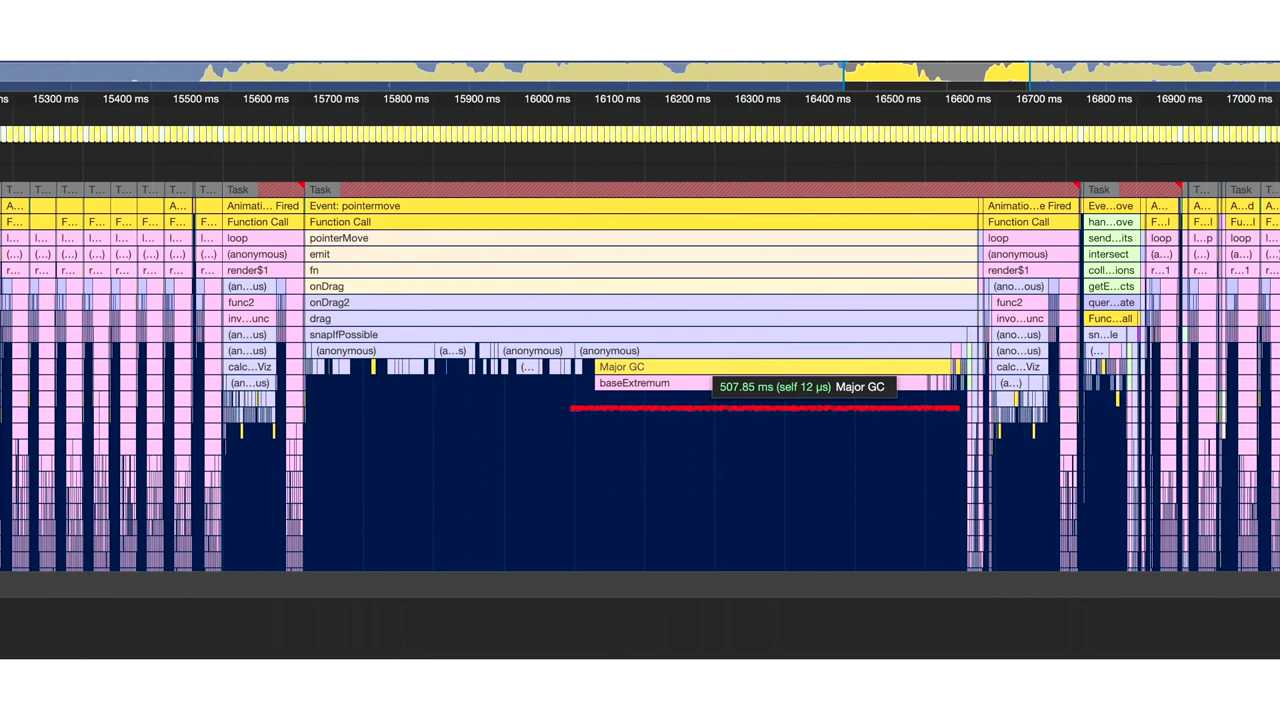 ms 15300 ms 15400 ms 15500 ms 15600 ms 15700 ms 15800 ms 15900 ms 16000 ms 16100 ms 16200 ms 16300 ms 16400 ms 16500 ms 16600 ms 16700 ms 16800 ms 16900 ms 17000 ms
T... T... T... T... T... T... T... T... Task Task Task T... Task T...
A... A... A... Animati... Fired Event: pointermove Animatio...e Fired Eve...ove A... A... A...d A...
F... F... F... F... F... F... F... F... Function Call Function Call Function Call han...ove F...l F...l Fu...l F...
l... l... l... l... l... l... l... l... loop pointerMove loop send...its loop l...p loop l...
(... (...) (...) (...) (...) (...) (...) (...) (anonymous) emit (anonymous) intersect (a...) (...) (a...) (...
r... r... r... r... r... r... r... r... render$1 fn render$1 coll...ions r...1 r... r...1 r...
(an...us) onDrag (ano...ous) getE...cts
func2 onDrag2 func2 quer...ate
inv...unc drag invo...unc Func...all
(an...us) snapIfPossible (ano...us) sn...le
(an...us) (anonymous) (a...s) (anonymous) (anonymous) (ano...us) (...
calc...Viz (... Major GC calc...Viz
(an...us) baseExtremum (a...)
507.85 ms (self 12 µs) Major GC